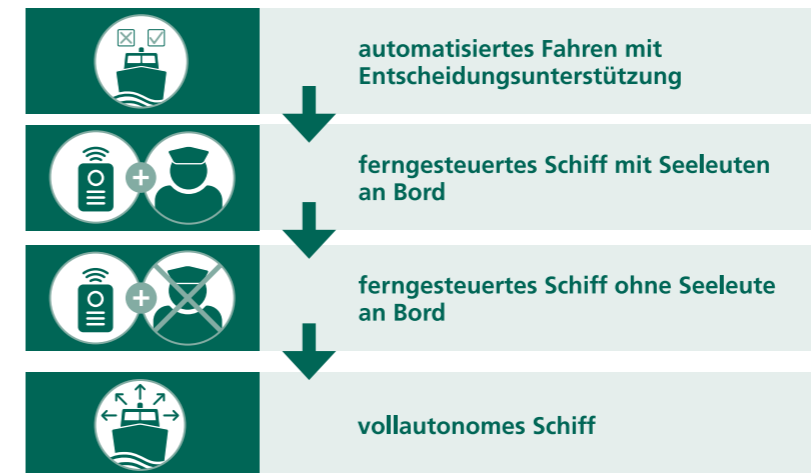 automatisiertes Fahren mit
Entscheidungsunterstützung
ferngesteuertes Schiff mit Seeleuten
an Bord
ferngesteuertes Schiff ohne Seeleute
an Bord
vollautonomes Schiff